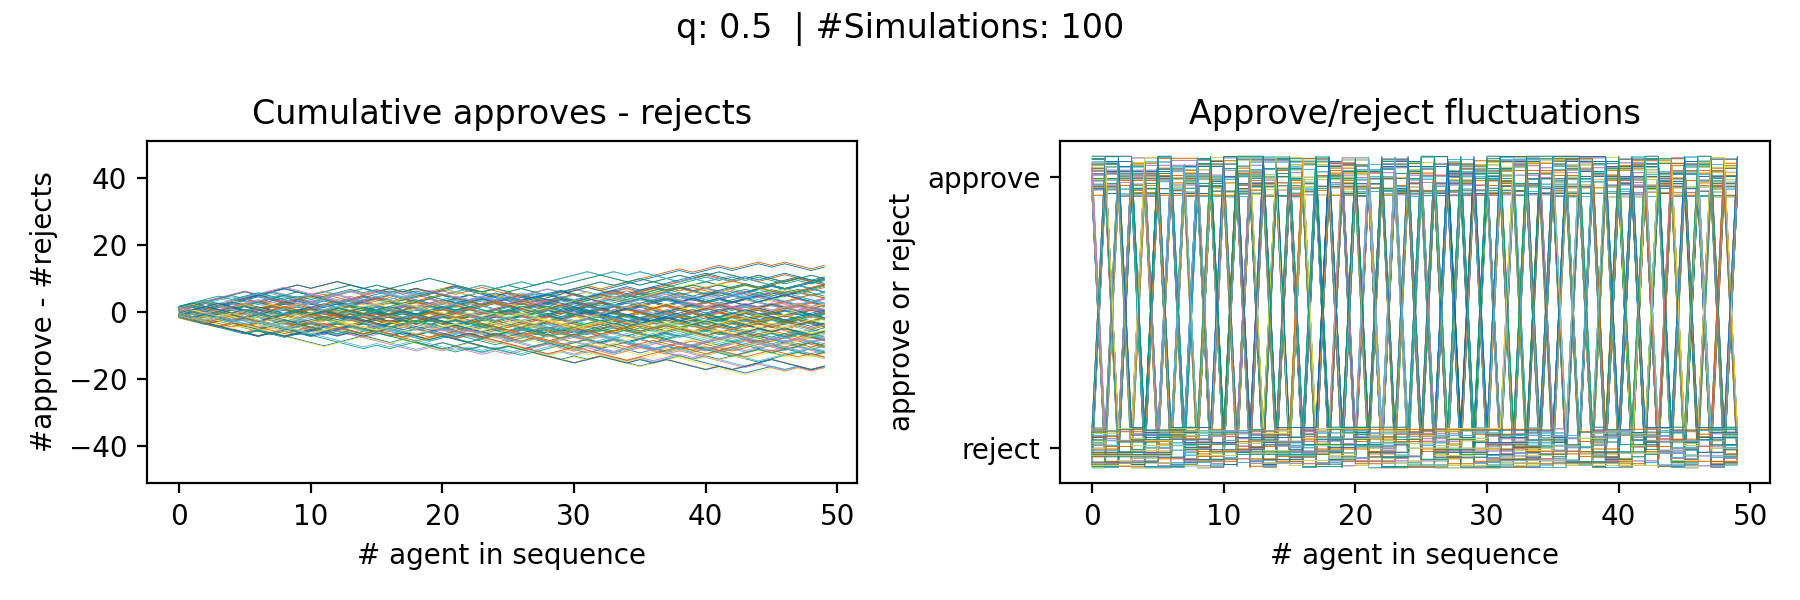 q: 0.5 | #Simulations: 100
Cumulative approves - rejects
#approve - #rejects
40
20
0
−20
−40
0 10 20 30 40 50
# agent in sequence
Approve/reject fluctuations
approve or reject
approve
reject
0 10 20 30 40 50
# agent in sequence